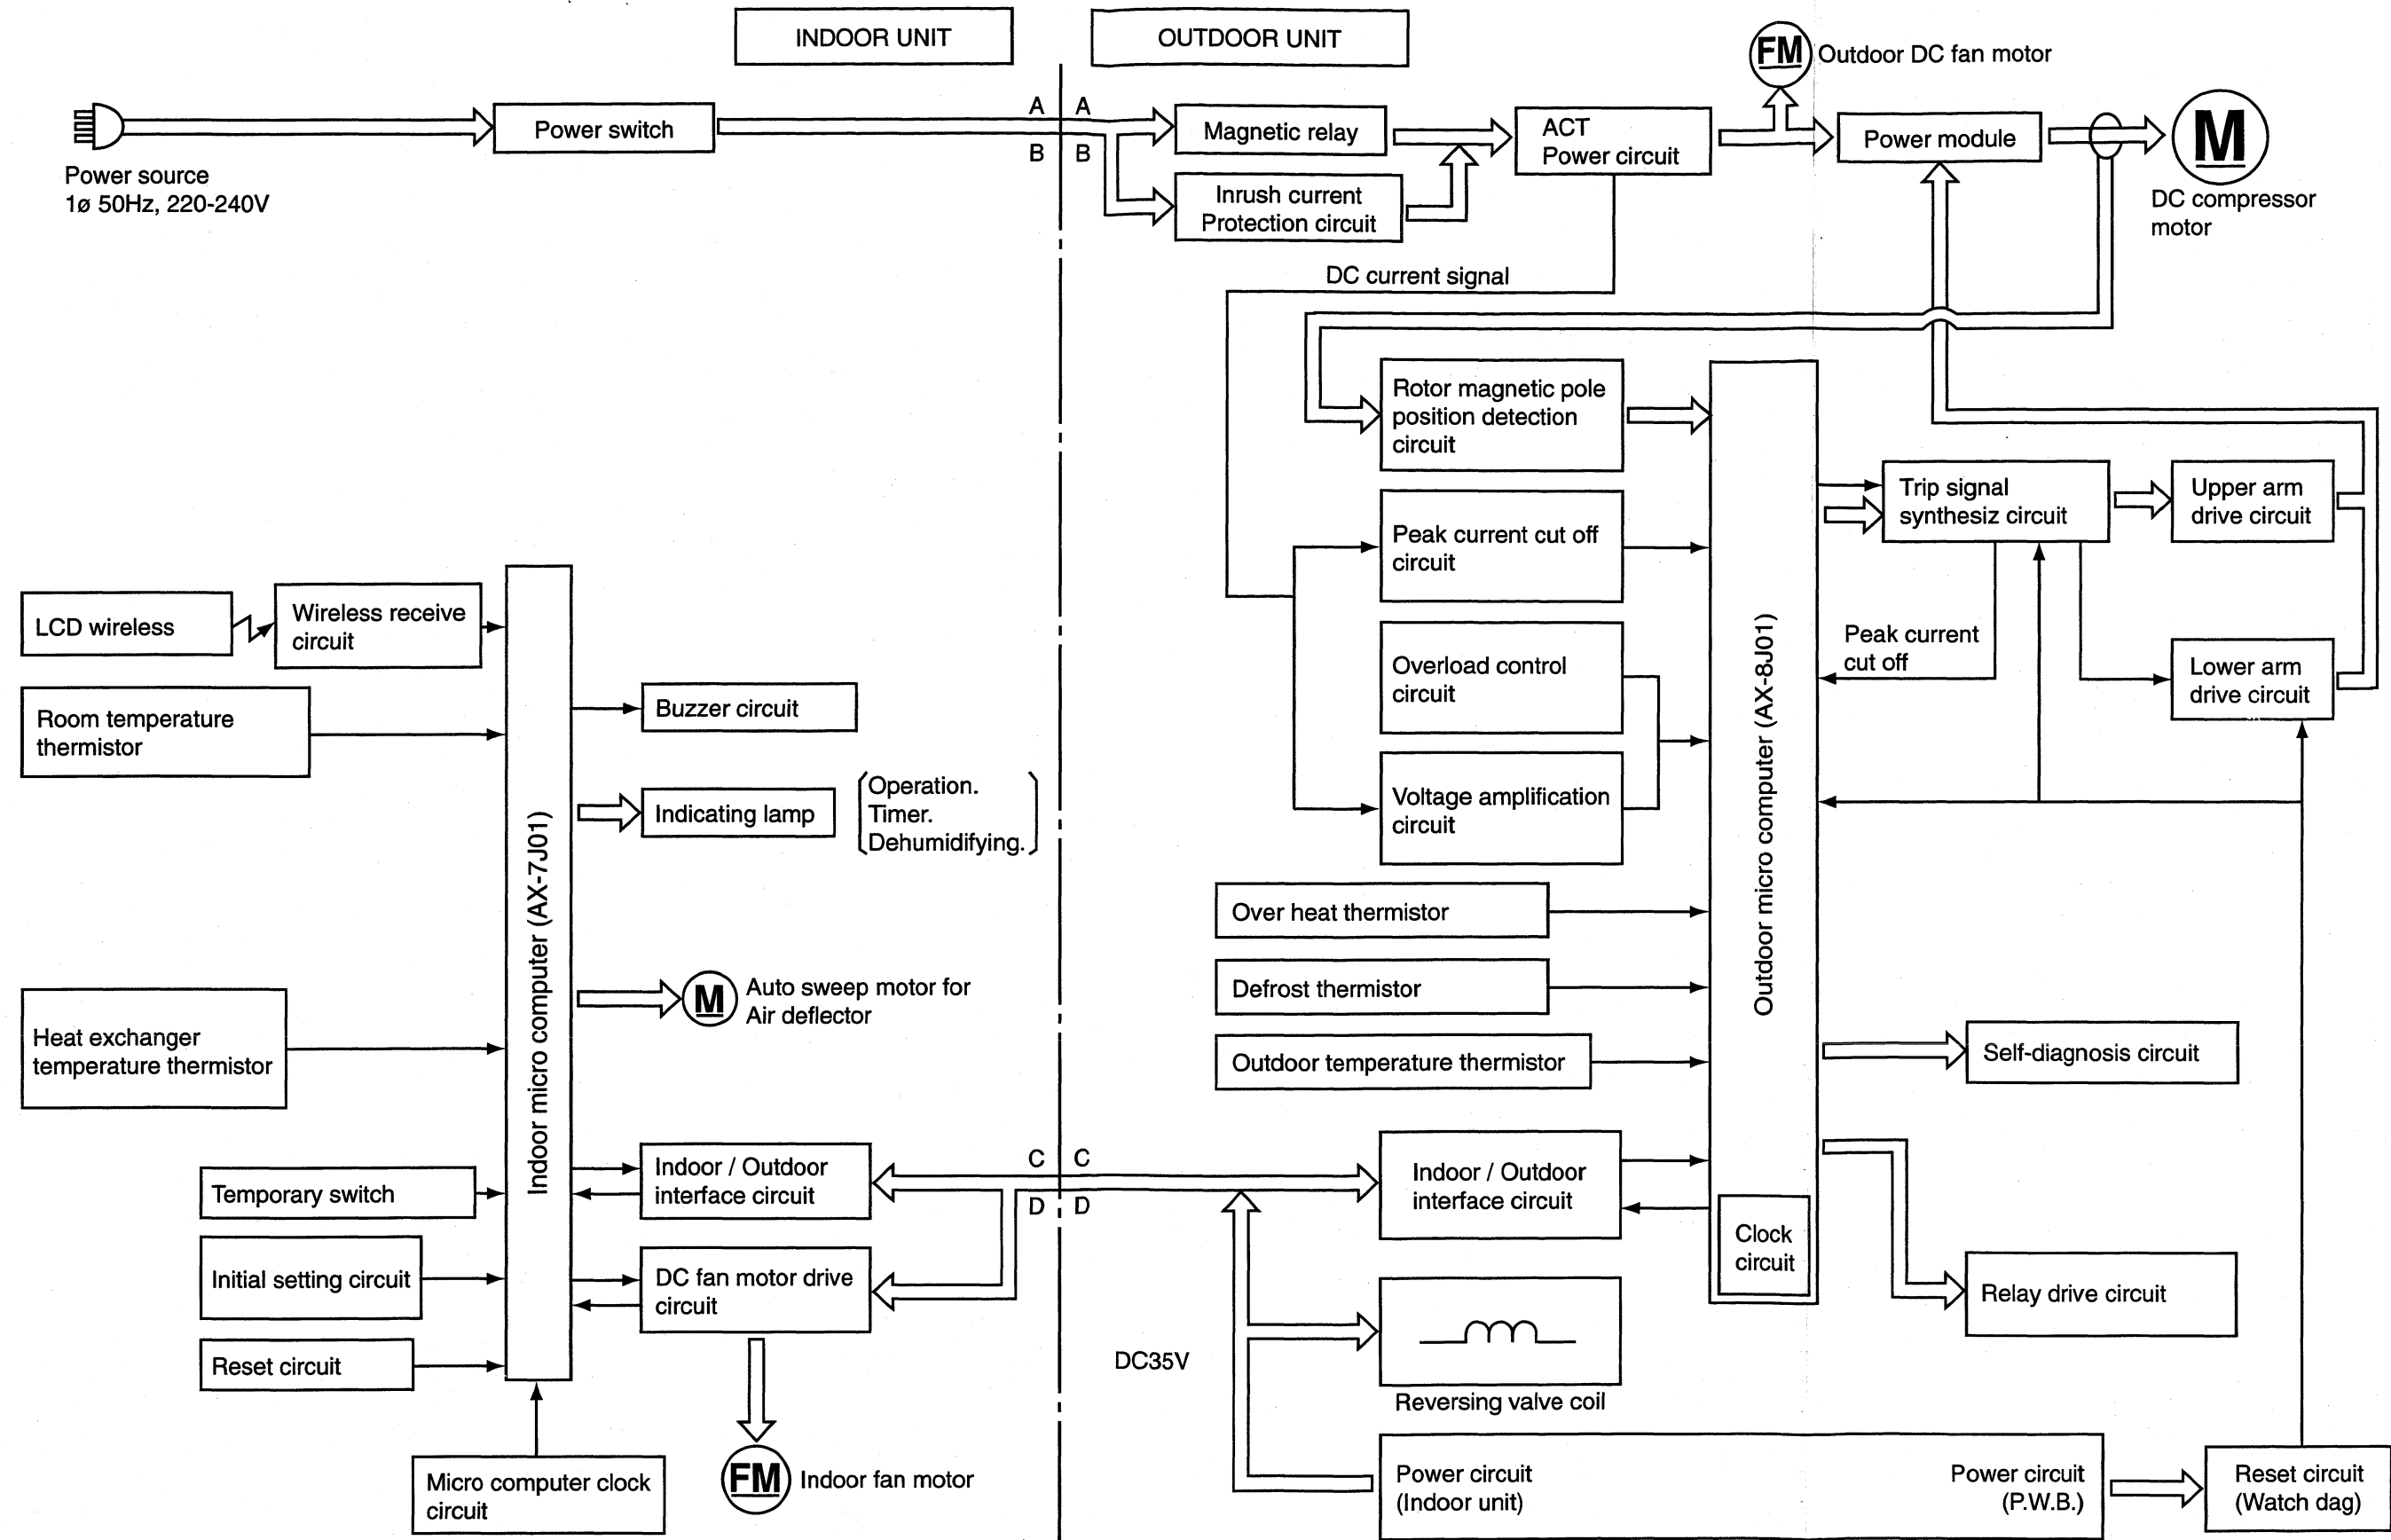 INDOOR UNIT
OUTDOOR UNIT
FM
Outdoor DC fan motor
Power source
1ø 50Hz, 220-240V
Power switch
A
A
B
B
Magnetic relay
Inrush current
Protection circuit
ACT
Power circuit
Power module
M
DC compressor
motor
DC current signal
Rotor magnetic pole
position detection
circuit
Peak current cut off
circuit
Overload control
circuit
Voltage amplification
circuit
Outdoor micro computer (AX-8J01)
Trip signal
synthesiz circuit
Upper arm
drive circuit
Peak current
cut off
Lower arm
drive circuit
LCD wireless
Wireless receive
circuit
Room temperature
thermistor
Indoor micro computer (AX-7J01)
Buzzer circuit
Indicating lamp
Operation.
Timer.
Dehumidifying.
Over heat thermistor
Defrost thermistor
Outdoor temperature thermistor
Heat exchanger
temperature thermistor
M
Auto sweep motor for
Air deflector
Self-diagnosis circuit
Temporary switch
Initial setting circuit
Reset circuit
Indoor / Outdoor
interface circuit
C
C
D
D
Indoor / Outdoor
interface circuit
Clock
circuit
DC fan motor drive
circuit
Relay drive circuit
DC35V
Reversing valve coil
Micro computer clock
circuit
FM
Indoor fan motor
Power circuit
(Indoor unit)
Power circuit
(P.W.B.)
Reset circuit
(Watch dag)